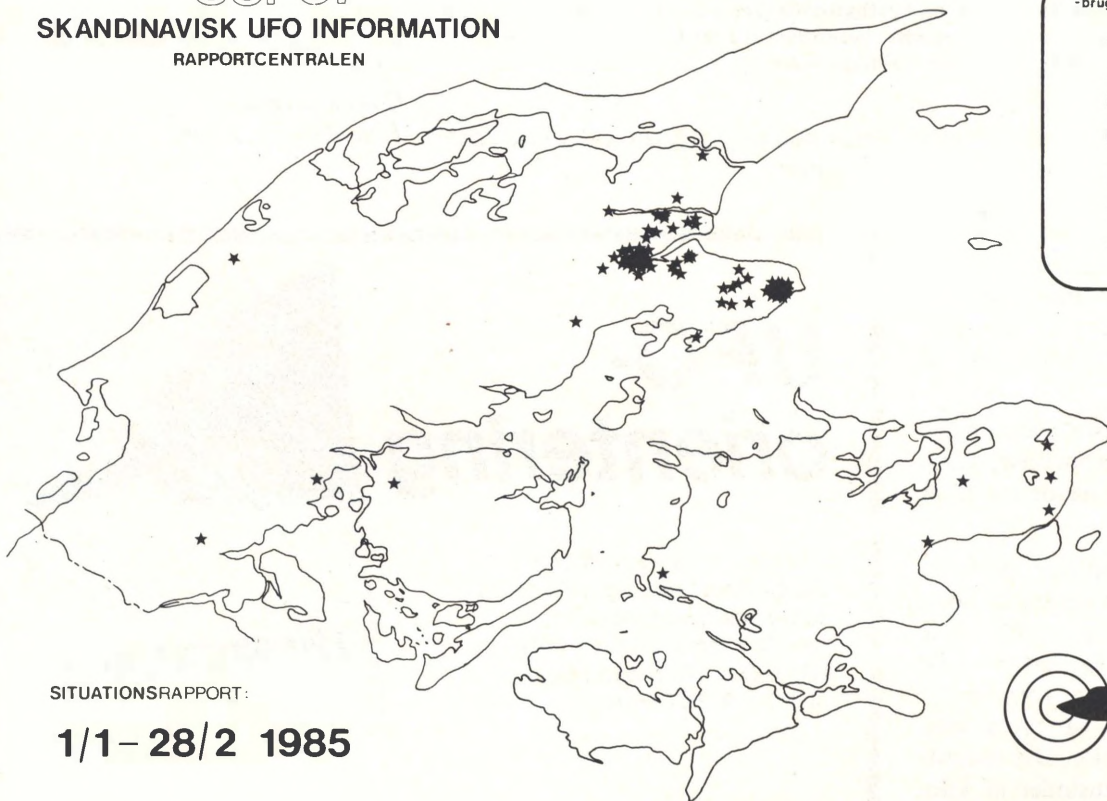 SKANDINAVISK UFO INFORMATION
RAPPORTCENTRALEN
SITUATIONSRAPPORT:
1/1–28/2 1985